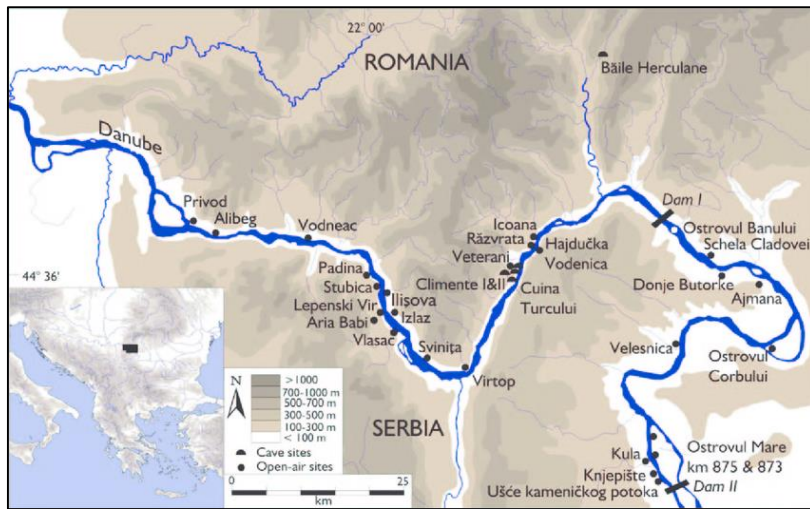 22° 00'
ROMANIA
Băile Herculane
Danube
Privod
Alibeg
Vodneac
Icoana
Răzvrata
Veterani
Climente I&II
Hajdučka
Vodenica
Cuina
Turcului
Dam I
Ostrovul Banului
Schela Cladovei
44° 36'
Padina
Stubica
Lepenski Vir
Aria Babi
Vlasac
Ilişova
Izlaz
Sviniţa
Virtop
Donje Butorke
Ajmana
Velesnica
Ostrovul
Corbului
SERBIA
Kula
Knjepište
Ušće kameničkog potoka
Ostrovul Mare
km 875 & 873
Dam II
N
>1000
700-1000 m
500-700 m
300-500 m
100-300 m
< 100 m
Cave sites
Open-air sites
0 25
km